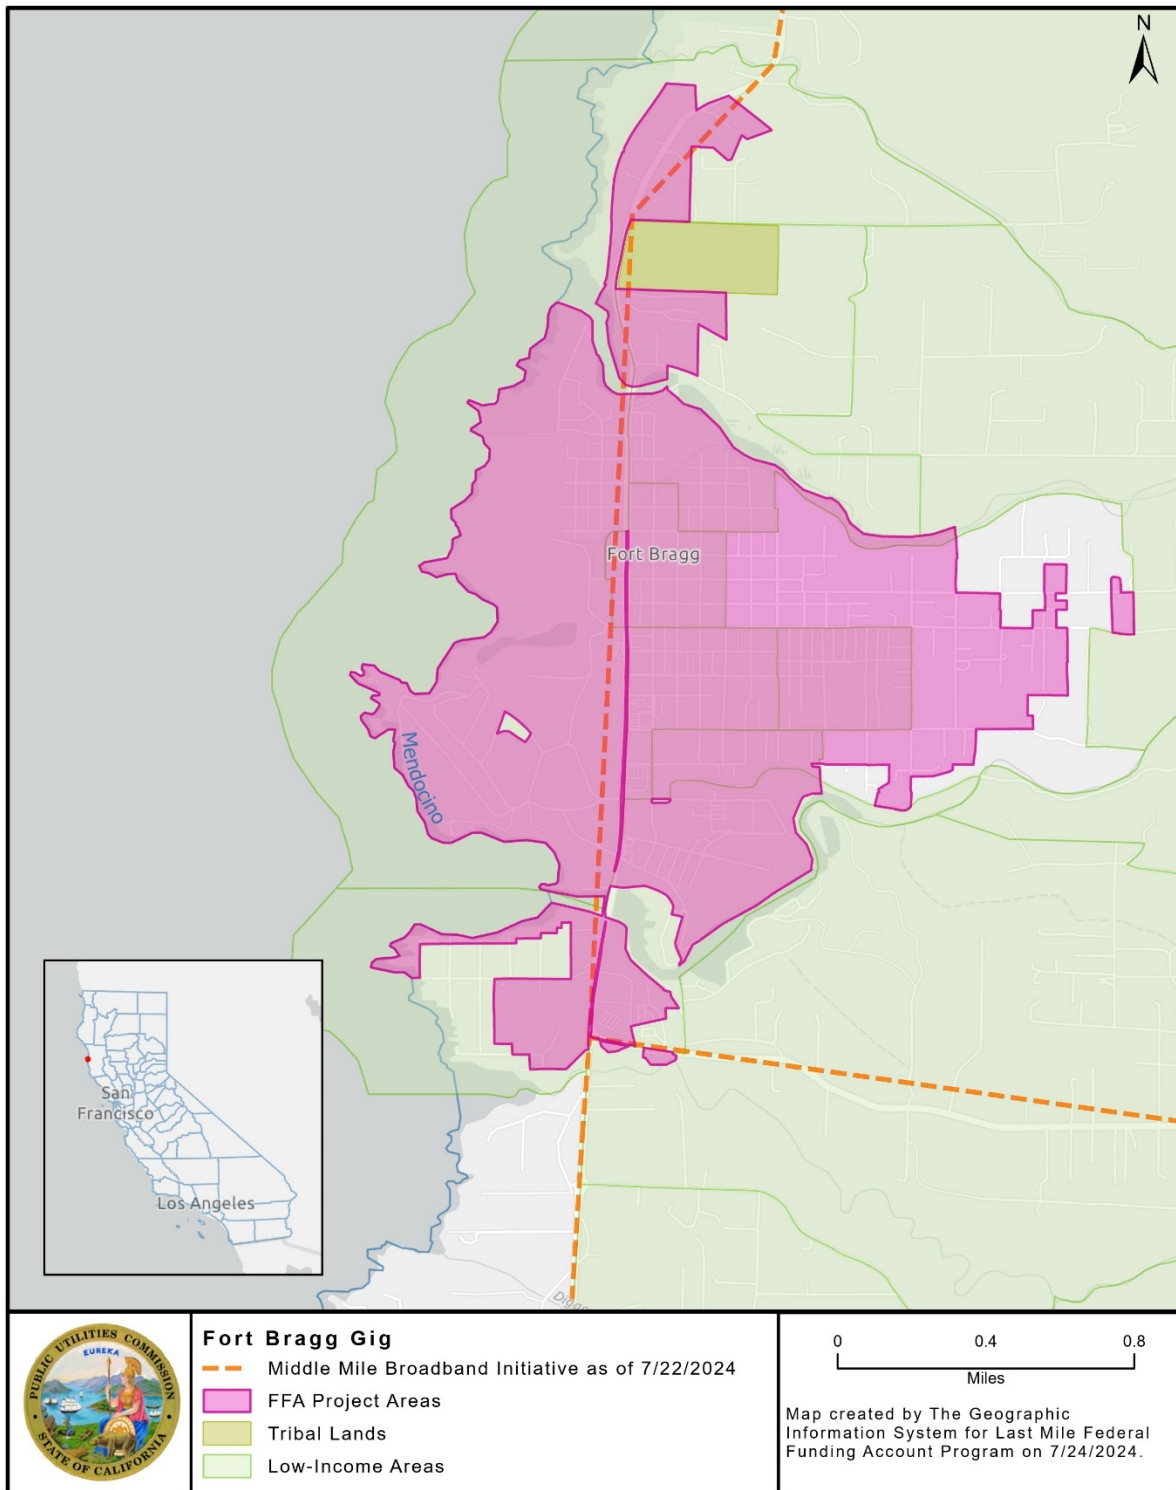 N
Fort Bragg
Mendocino
San
Francisco
Los Angeles
PUBLIC UTILITIES COMMISSION
EUREKA
STATE OF CALIFORNIA
Fort Bragg Gig
Middle Mile Broadband Initiative as of 7/22/2024
FFA Project Areas
Tribal Lands
Low-Income Areas
0 0.4 0.8
Miles
Map created by The Geographic
Information System for Last Mile Federal
Funding Account Program on 7/24/2024.